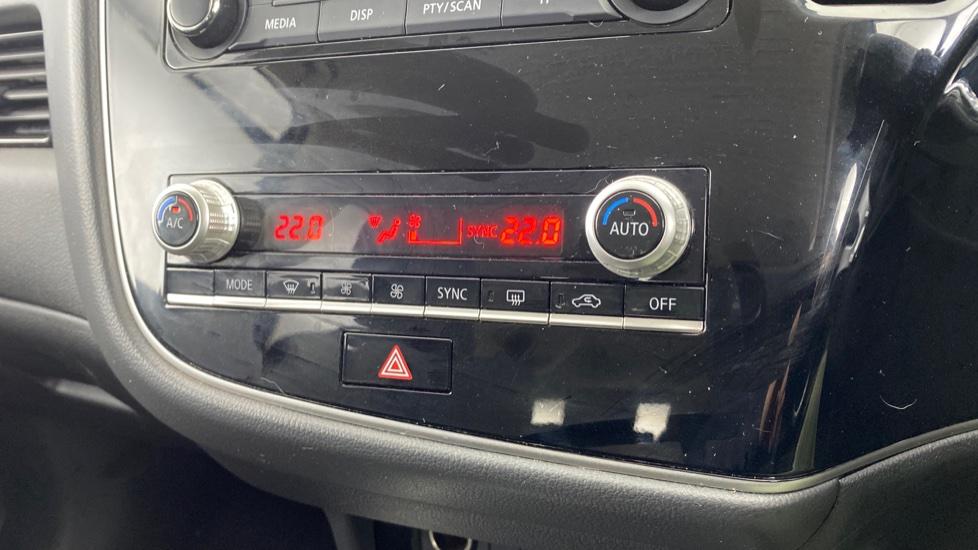 MEDIA DISP PTY/SCAN
A/C 22.0 SYNC 22.0 AUTO
MODE SYNC OFF